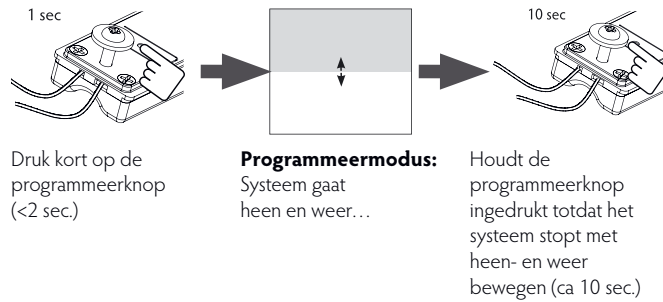 1 sec
10 sec
Druk kort op de
programmeerknop
(<2 sec.)
Programmeermodus:
Systeem gaat
heen en weer…
Houdt de
programmeerknop
ingedrukt totdat het
systeem stopt met
heen- en weer
bewegen (ca 10 sec.)